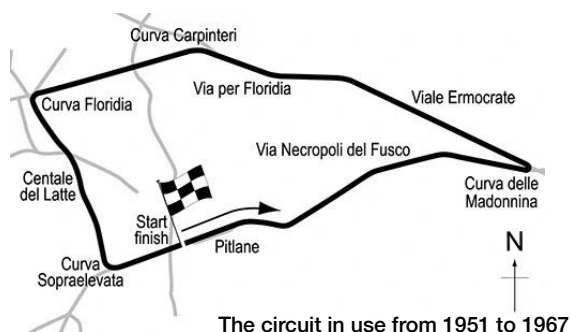 Curva Carpinteri
Curva Floridia
Via per Floridia
Viale Ermocrate
Via Necropoli del Fusco
Centale
del Latte
Curva delle
Madonnina
Start
finish
Pitlane
Curva
Sopraelevata
N
The circuit in use from 1951 to 1967